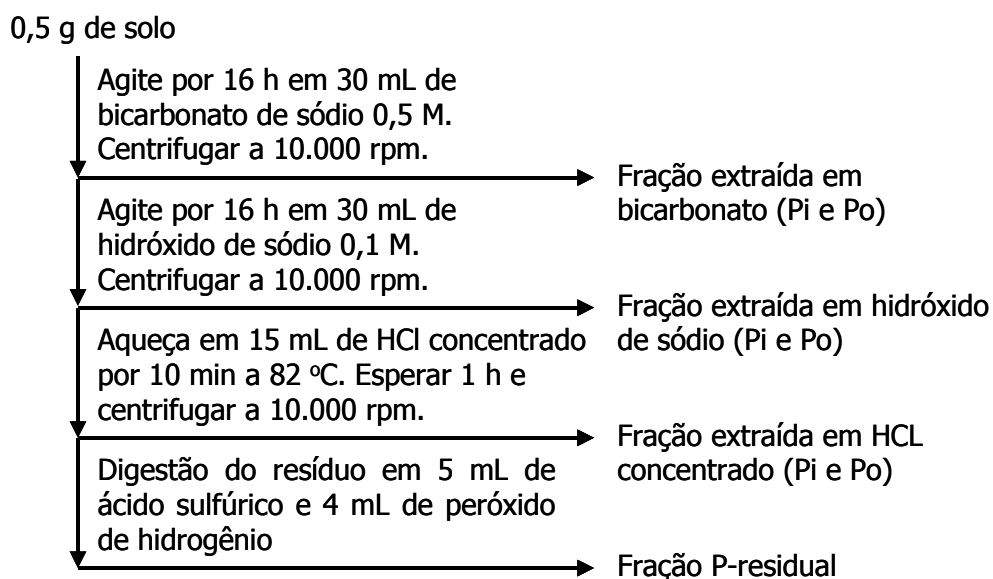 0,5 g de solo
Agite por 16 h em 30 mL de
bicarbonato de sódio 0,5 M.
Centrifugar a 10.000 rpm.
Fração extraída em
bicarbonato (Pi e Po)
Agite por 16 h em 30 mL de
hidróxido de sódio 0,1 M.
Centrifugar a 10.000 rpm.
Fração extraída em hidróxido
de sódio (Pi e Po)
Aqueça em 15 mL de HCl concentrado
por 10 min a 82 ºC. Esperar 1 h e
centrifugar a 10.000 rpm.
Fração extraída em HCL
concentrado (Pi e Po)
Digestão do resíduo em 5 mL de
ácido sulfúrico e 4 mL de peróxido
de hidrogênio
Fração P-residual